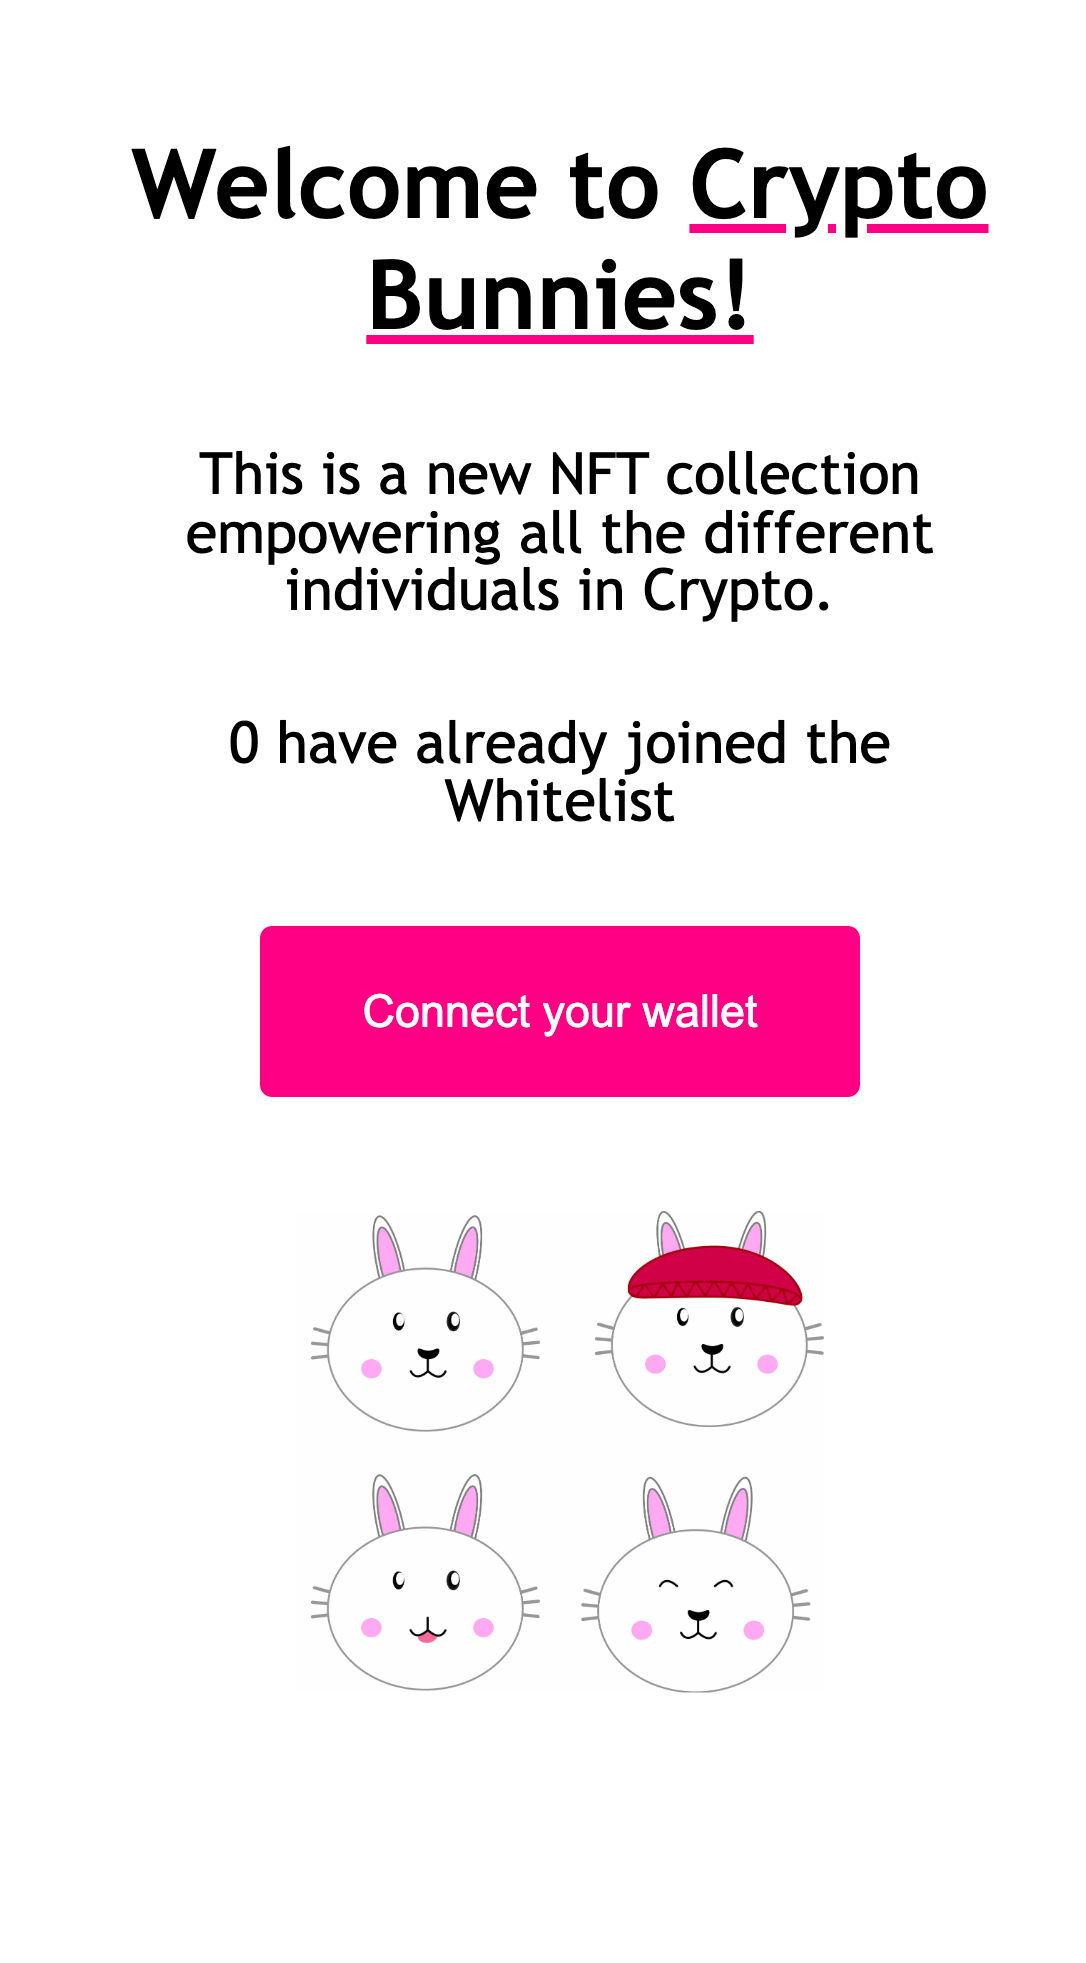 Welcome to Crypto
Bunnies!
This is a new NFT collection
empowering all the different
individuals in Crypto.
0 have already joined the
Whitelist
Connect your wallet